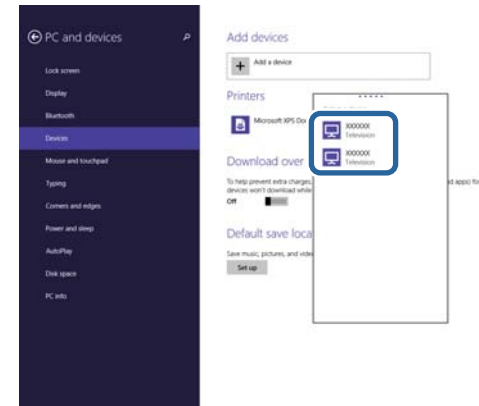 PC and devices
Lock screen
Display
Bluetooth
Devices
Mouse and touchpad
Typing
Corners and edges
Power and sleep
AutoPlay
Disk space
PC info
Add devices
Add a device
Printers
Microsoft XPS Do
XXXXXX
Television
XXXXXX
Television
Download over
To help prevent extra charges,
d apps) fo
devices won't download while
Off
Default save loca
Save music, pictures, and vide
Set up